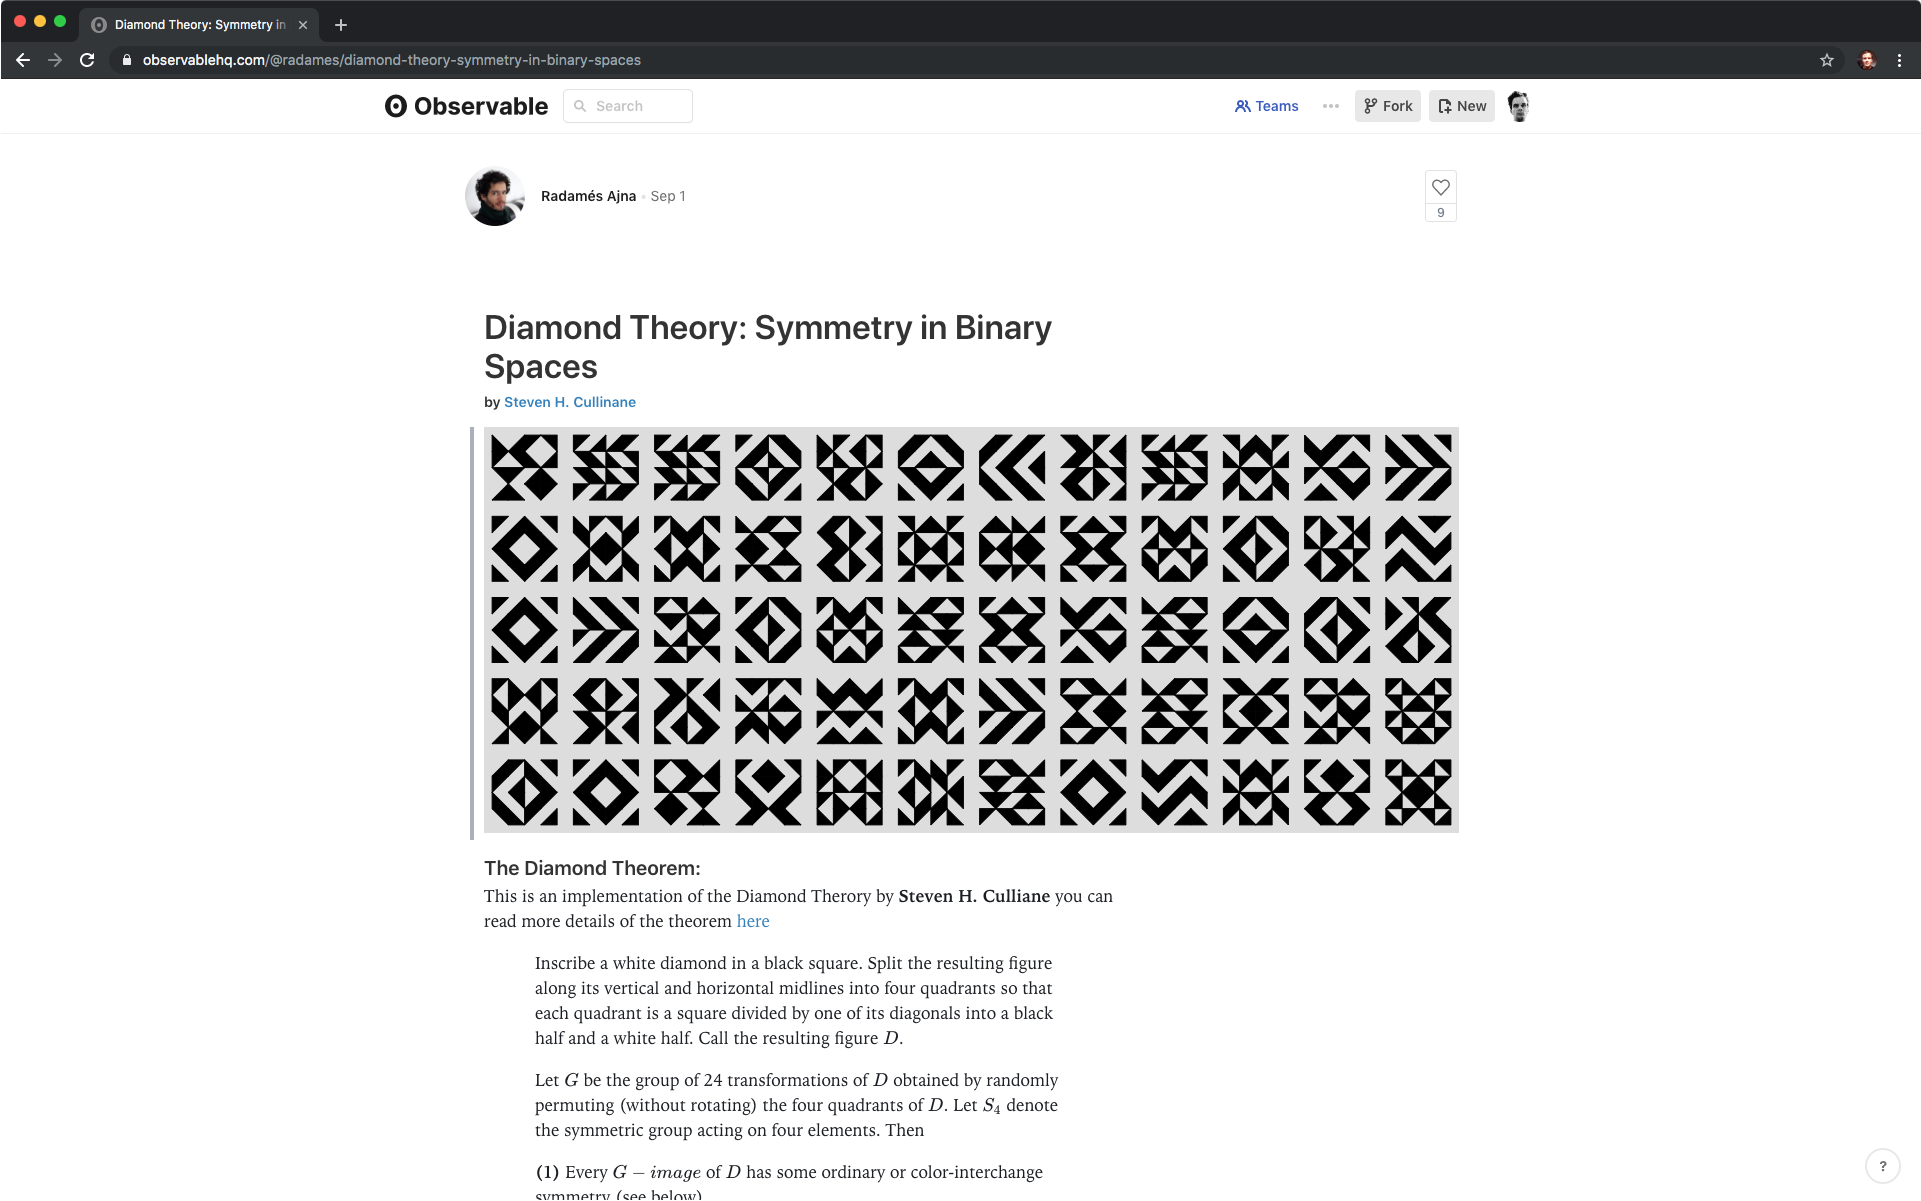 Diamond Theory: Symmetry in
observablehq.com/@radames/diamond-theory-symmetry-in-binary-spaces
Observable
Search
Teams
Fork
New
Radamés Ajna
Sep 1
9
Diamond Theory: Symmetry in Binary
Spaces
by Steven H. Cullinane
The Diamond Theorem:
This is an implementation of the Diamond Therory by Steven H. Culliane you can
read more details of the theorem here
Inscribe a white diamond in a black square. Split the resulting figure
along its vertical and horizontal midlines into four quadrants so that
each quadrant is a square divided by one of its diagonals into a black
half and a white half. Call the resulting figure D.
Let G be the group of 24 transformations of D obtained by randomly
permuting (without rotating) the four quadrants of D. Let S₄ denote
the symmetric group acting on four elements. Then
(1) Every G − image of D has some ordinary or color-interchange
symmetry (see below)
?